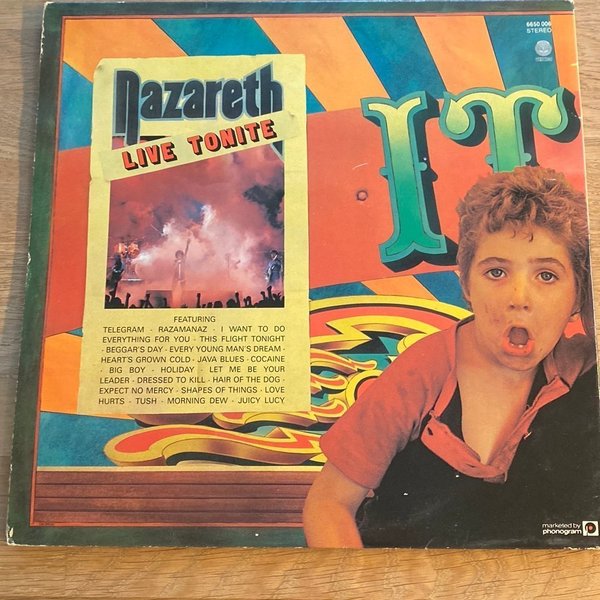 6650 006
STEREO
nazareth
LIVE TONITE
IT
FEATURING
TELEGRAM - RAZAMANAZ - I WANT TO DO
EVERYTHING FOR YOU - THIS FLIGHT TONIGHT
- BEGGAR'S DAY - EVERY YOUNG MAN'S DREAM -
HEART'S GROWN COLD - JAVA BLUES - COCAINE
- BIG BOY - HOLIDAY - LET ME BE YOUR
LEADER - DRESSED TO KILL - HAIR OF THE DOG -
EXPECT NO MERCY - SHAPES OF THINGS - LOVE
HURTS - TUSH - MORNING DEW - JUICY LUCY
marketed by
phonogram